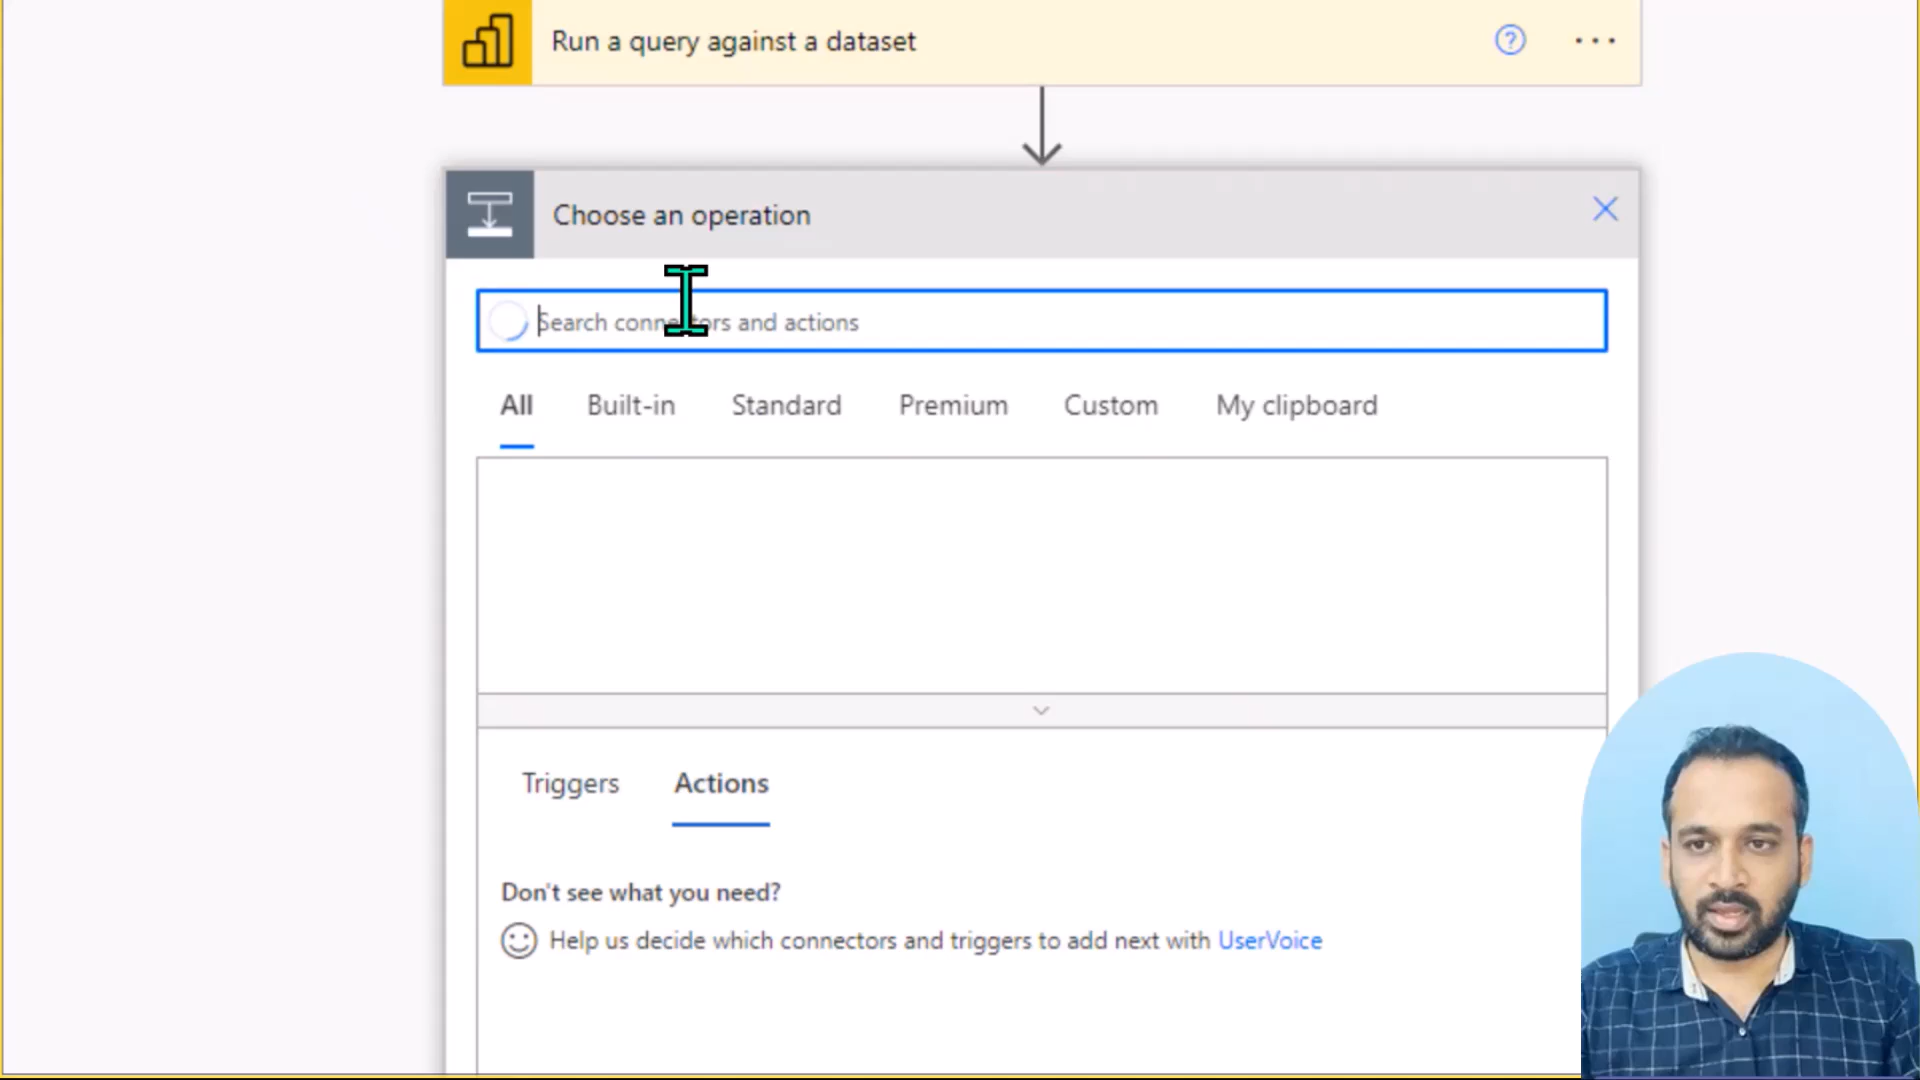 Run a query against a dataset
Choose an operation
Search connectors and actions
All Built-in Standard Premium Custom My clipboard
Triggers Actions
Don't see what you need?
Help us decide which connectors and triggers to add next with UserVoice